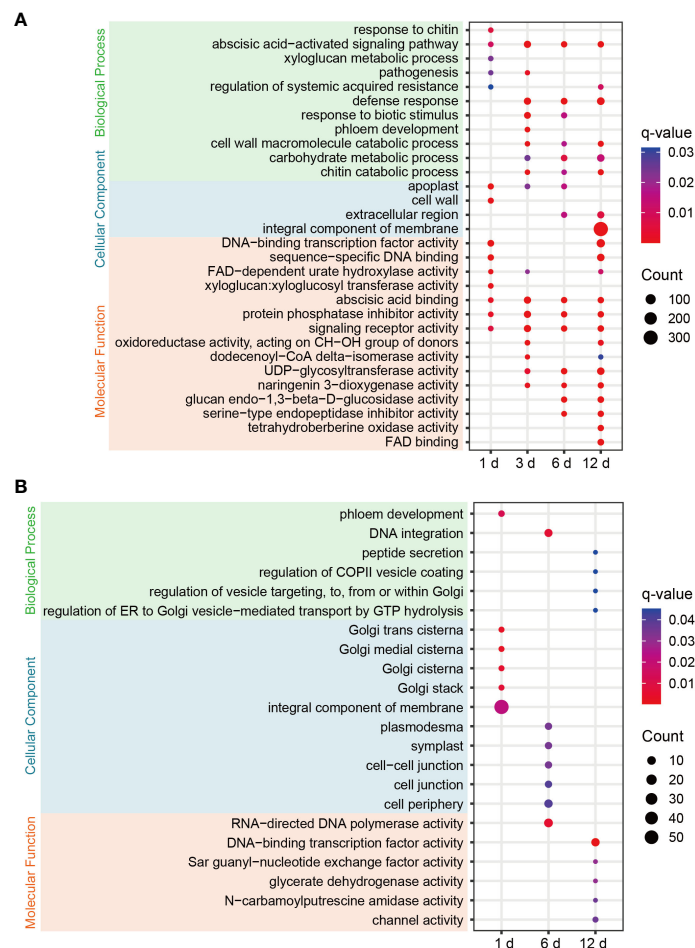 A
Biological Process
response to chitin
abscisic acid−activated signaling pathway
xyloglucan metabolic process
pathogenesis
regulation of systemic acquired resistance
defense response
response to biotic stimulus
phloem development
cell wall macromolecule catabolic process
carbohydrate metabolic process
chitin catabolic process
Cellular Component
apoplast
cell wall
extracellular region
integral component of membrane
Molecular Function
DNA−binding transcription factor activity
sequence−specific DNA binding
FAD−dependent urate hydroxylase activity
xyloglucan:xyloglucosyl transferase activity
abscisic acid binding
protein phosphatase inhibitor activity
signaling receptor activity
oxidoreductase activity, acting on CH−OH group of donors
dodecenoyl−CoA delta−isomerase activity
UDP−glycosyltransferase activity
naringenin 3−dioxygenase activity
glucan endo−1,3−beta−D−glucosidase activity
serine−type endopeptidase inhibitor activity
tetrahydroberberine oxidase activity
FAD binding
1 d 3 d 6 d 12 d
q-value
0.03
0.02
0.01
Count
100
200
300
B
Biological Process
phloem development
DNA integration
peptide secretion
regulation of COPII vesicle coating
regulation of vesicle targeting, to, from or within Golgi
regulation of ER to Golgi vesicle−mediated transport by GTP hydrolysis
Cellular Component
Golgi trans cisterna
Golgi medial cisterna
Golgi cisterna
Golgi stack
integral component of membrane
plasmodesma
symplast
cell−cell junction
cell junction
cell periphery
Molecular Function
RNA−directed DNA polymerase activity
DNA−binding transcription factor activity
Sar guanyl−nucleotide exchange factor activity
glycerate dehydrogenase activity
N−carbamoylputrescine amidase activity
channel activity
1 d 6 d 12 d
q-value
0.04
0.03
0.02
0.01
Count
10
20
30
40
50